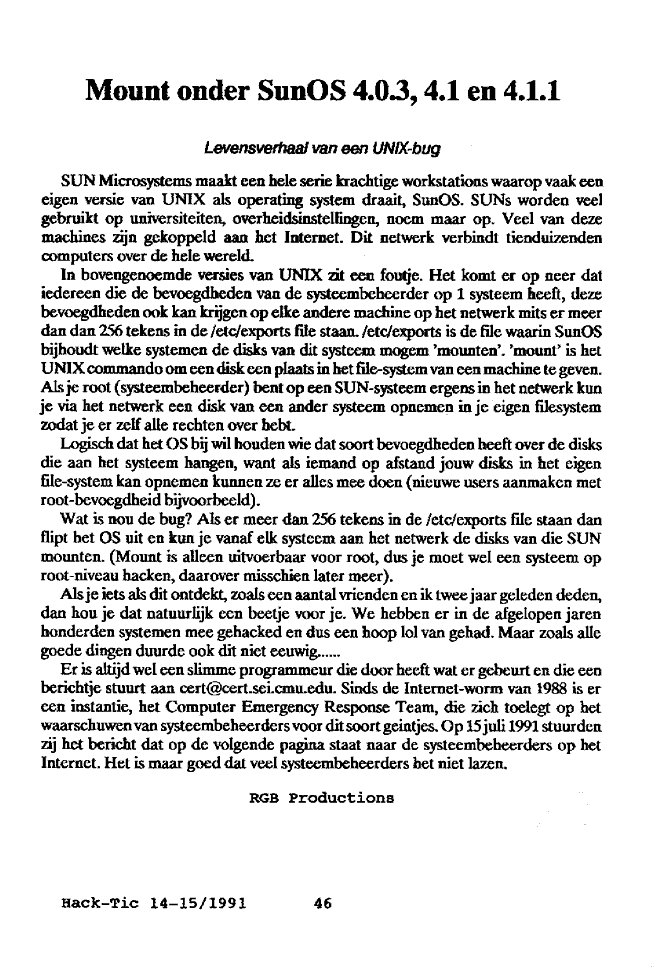 Mount onder SunOS 4.0.3, 4.1 en 4.1.1
Levensverhaal van een UNIX-bug
SUN Microsystems maakt een hele serie krachtige workstations waarop vaak een
eigen versie van UNIX als operating system draait, SunOS. SUNs worden veel
gebruikt op universiteiten, overheidsinstellingen, noem maar op. Veel van deze
machines zijn gekoppeld aan het Internet. Dit netwerk verbindt tienduizenden
computers over de hele wereld.
In bovengenoemde versies van UNIX zit een foutje. Het komt er op neer dat
iedereen die de bevoegdheden van de systeembeheerder op 1 systeem heeft, deze
bevoegdheden ook kan krijgen op elke andere machine op het netwerk mits er meer
dan dan 256 tekens in de /etc/exports file staan. /etc/exports is de file waarin SunOS
bijhoudt welke systemen de disks van dit systeem mogem 'mounten'. 'mount' is het
UNIX commando om een disk een plaats in het file-system van een machine te geven.
Als je root (systeembeheerder) bent op een SUN-systeem ergens in het netwerk kun
je via het netwerk een disk van een ander systeem opnemen in je eigen filesystem
zodat je er zelf alle rechten over hebt.
Logisch dat het OS bij wil houden wie dat soort bevoegdheden heeft over de disks
die aan het systeem hangen, want als iemand op afstand jouw disks in het eigen
file-system kan opnemen kunnen ze er alles mee doen (nieuwe users aanmaken met
root-bevoegdheid bijvoorbeeld).
Wat is nou de bug? Als er meer dan 256 tekens in de /etc/exports file staan dan
flipt het OS uit en kun je vanaf elk systeem aan het netwerk de disks van die SUN
mounten. (Mount is alleen uitvoerbaar voor root, dus je moet wel een systeem op
root-niveau hacken, daarover misschien later meer).
Als je iets als dit ontdekt, zoals een aantal vrienden en ik twee jaar geleden deden,
dan hou je dat natuurlijk een beetje voor je. We hebben er in de afgelopen jaren
honderden systemen mee gehacked en dus een hoop lol van gehad. Maar zoals alle
goede dingen duurde ook dit niet eeuwig......
Er is altijd wel een slimme programmeur die door heeft wat er gebeurt en die een
berichtje stuurt aan cert@cert.sei.cmu.edu. Sinds de Internet-worm van 1988 is er
een instantie, het Computer Emergency Response Team, die zich toelegt op het
waarschuwen van systeembeheerders voor dit soort geintjes. Op 15 juli 1991 stuurden
zij het bericht dat op de volgende pagina staat naar de systeembeheerders op het
Internet. Het is maar goed dat veel systeembeheerders het niet lazen.
RGB Productions
Hack-Tic 14-15/1991 46